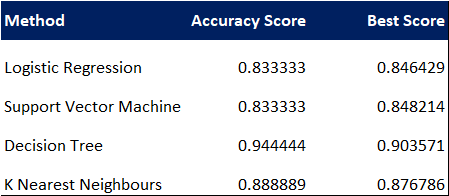 Method Accuracy Score Best Score
Logistic Regression 0.833333 0.846429
Support Vector Machine 0.833333 0.848214
Decision Tree 0.944444 0.903571
K Nearest Neighbours 0.888889 0.876786